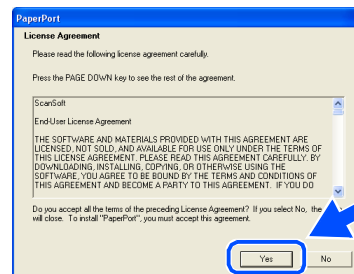 PaperPort
License Agreement
Please read the following license agreement carefully.
Press the PAGE DOWN key to see the rest of the agreement.
ScanSoft
End-User License Agreement
THE SOFTWARE AND MATERIALS PROVIDED WITH THIS AGREEMENT ARE
LICENSED, NOT SOLD, AND AVAILABLE FOR USE ONLY UNDER THE TERMS OF
THIS LICENSE AGREEMENT. PLEASE READ THIS AGREEMENT CAREFULLY. BY
DOWNLOADING, INSTALLING, COPYING, OR OTHERWISE USING THE
SOFTWARE, YOU AGREE TO BE BOUND BY THE TERMS AND CONDITIONS OF
THIS AGREEMENT AND BECOME A PARTY TO THIS AGREEMENT. IF YOU DO
Do you accept all the terms of the preceding License Agreement? If you select No, the
will close. To install "PaperPort", you must accept this agreement.
Yes
No